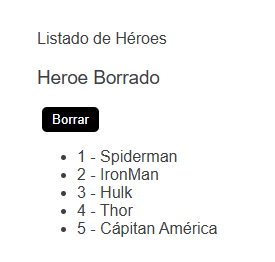 Listado de Héroes
Heroe Borrado
Borrar
1 - Spiderman
2 - IronMan
3 - Hulk
4 - Thor
5 - Cápitan América